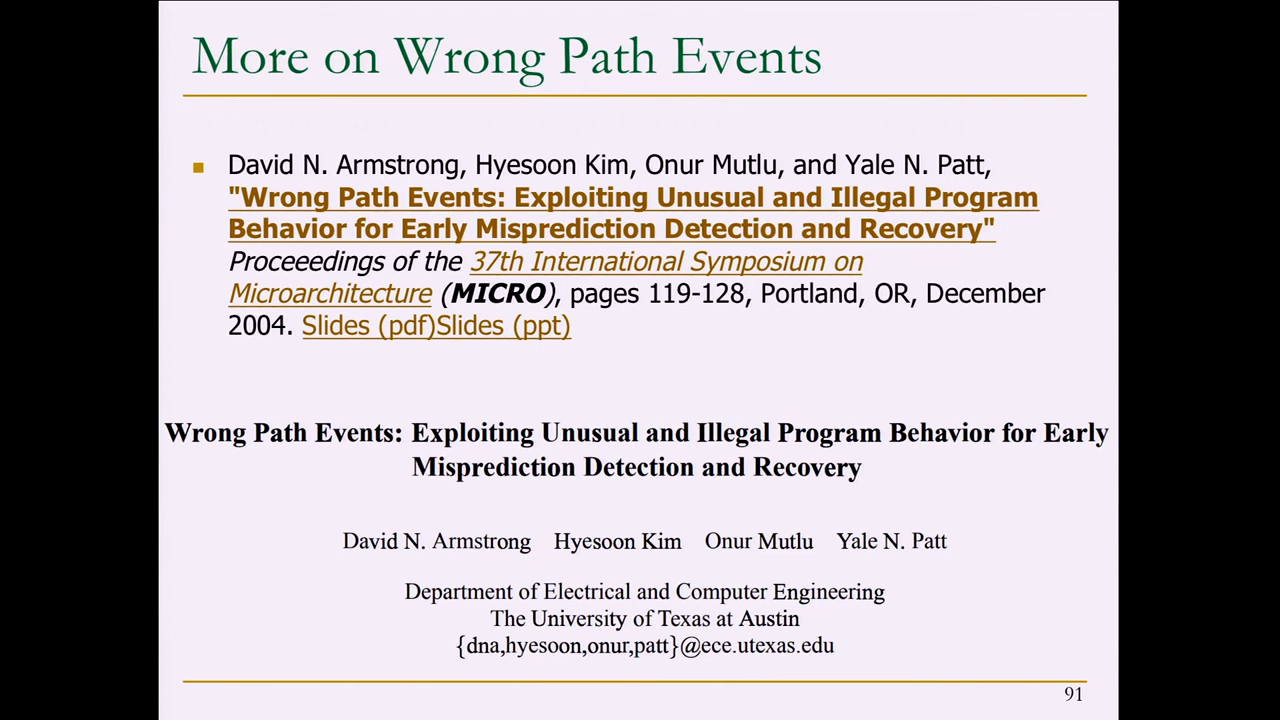 More on Wrong Path Events
David N. Armstrong, Hyesoon Kim, Onur Mutlu, and Yale N. Patt,
"Wrong Path Events: Exploiting Unusual and Illegal Program
Behavior for Early Misprediction Detection and Recovery"
Proceeedings of the 37th International Symposium on
Microarchitecture (MICRO), pages 119-128, Portland, OR, December
2004. Slides (pdf)Slides (ppt)
Wrong Path Events: Exploiting Unusual and Illegal Program Behavior for Early
Misprediction Detection and Recovery
David N. Armstrong Hyesoon Kim Onur Mutlu Yale N. Patt
Department of Electrical and Computer Engineering
The University of Texas at Austin
{dna,hyesoon,onur,patt}@ece.utexas.edu
91